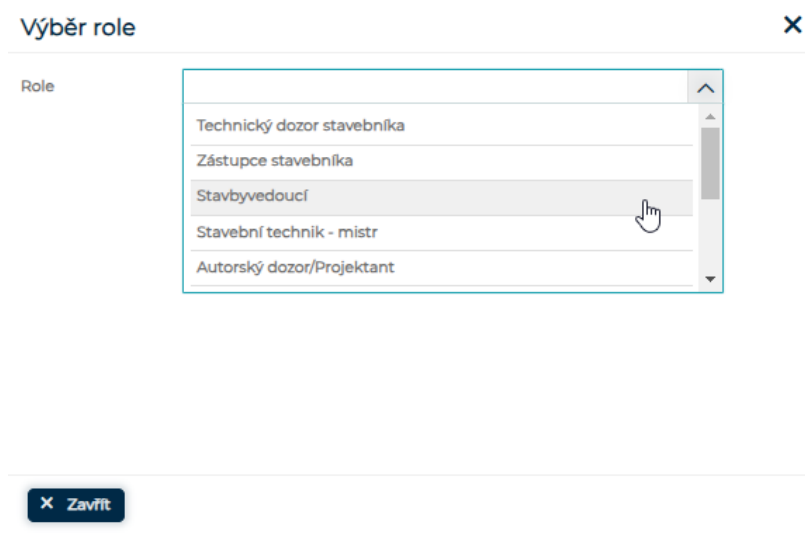 Výběr role
Role
Technický dozor stavebníka
Zástupce stavebníka
Stavbyvedoucí
Stavební technik - mistr
Autorský dozor/Projektant
Zavřít